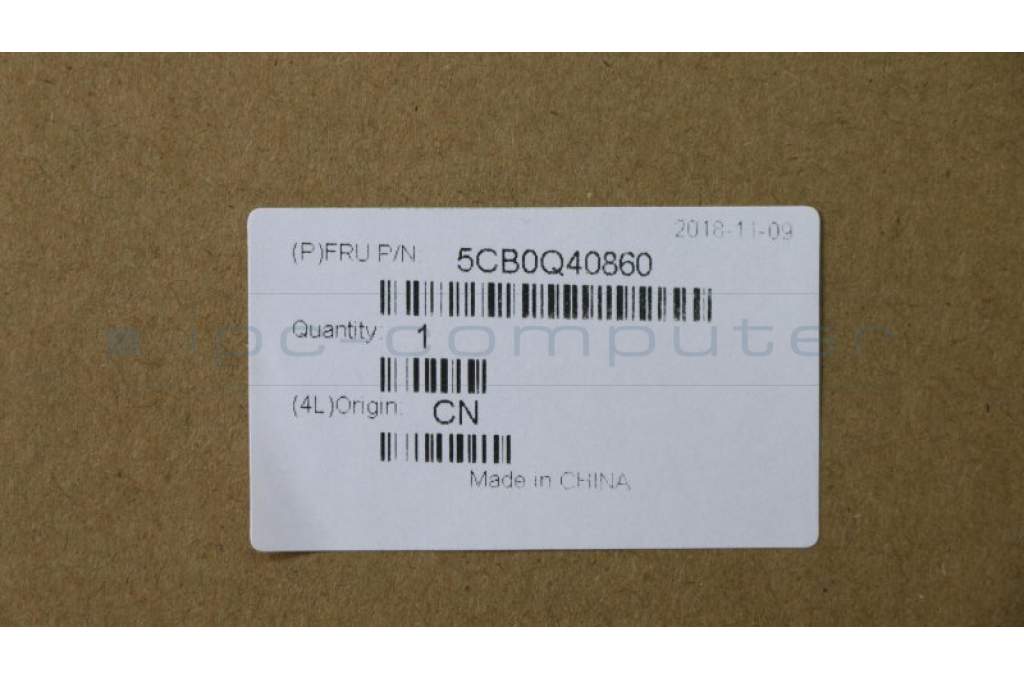 2018-11-09
(P)FRU P/N: 5CB0Q40860
Quantity: 1
ipc-computer
(4L)Origin: CN
Made in CHINA